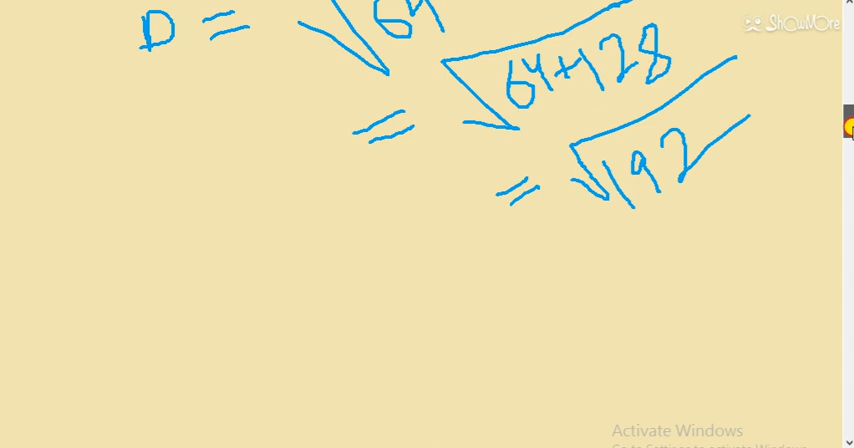 ShowMore
D = √64
= √64+128
= √192
Activate Windows